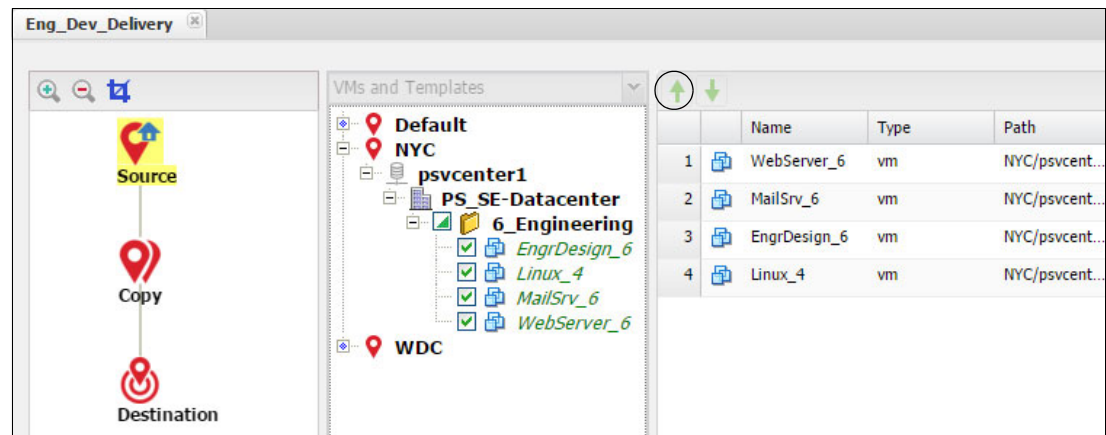 Eng_Dev_Delivery
Source
Copy
Destination
VMs and Templates
Default
NYC
psvcenter1
PS_SE-Datacenter
6_Engineering
EngrDesign_6
Linux_4
MailSrv_6
WebServer_6
WDC
Name Type Path
1 WebServer_6 vm NYC/psvcent...
2 MailSrv_6 vm NYC/psvcent...
3 EngrDesign_6 vm NYC/psvcent...
4 Linux_4 vm NYC/psvcent...